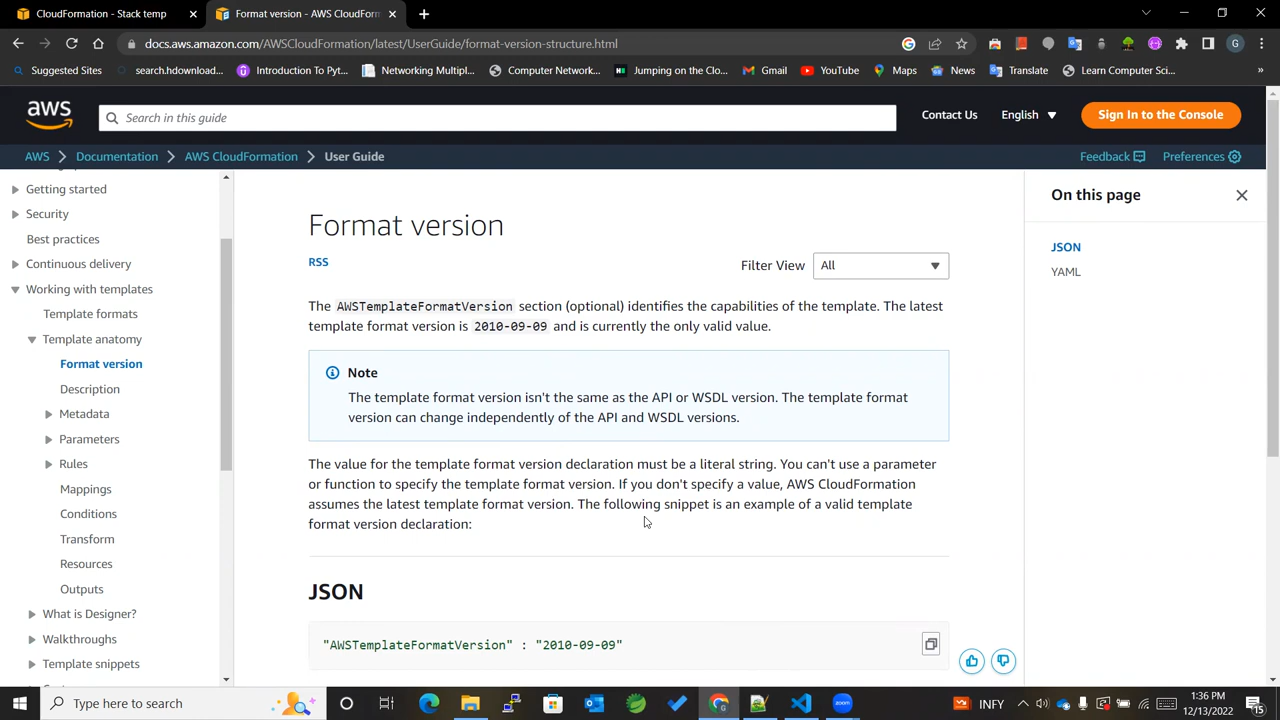 CloudFormation - Stack temp
Format version - AWS CloudForm
docs.aws.amazon.com/AWSCloudFormation/latest/UserGuide/format-version-structure.html
G
Suggested Sites
search.hdownload...
Introduction To Pyt...
Networking Multipl...
Computer Network...
Jumping on the Clo...
Gmail
YouTube
Maps
News
Translate
Learn Computer Sci...
»
aws
Search in this guide
Contact Us
English
Sign In to the Console
AWS
Documentation
AWS CloudFormation
User Guide
Feedback
Preferences
Getting started
Security
Best practices
Continuous delivery
Working with templates
Template formats
Template anatomy
Format version
Description
Metadata
Parameters
Rules
Mappings
Conditions
Transform
Resources
Outputs
What is Designer?
Walkthroughs
Template snippets
Format version
RSS
Filter View
All
The AWSTemplateFormatVersion section (optional) identifies the capabilities of the template. The latest
template format version is 2010-09-09 and is currently the only valid value.
Note
The template format version isn't the same as the API or WSDL version. The template format
version can change independently of the API and WSDL versions.
The value for the template format version declaration must be a literal string. You can't use a parameter
or function to specify the template format version. If you don't specify a value, AWS CloudFormation
assumes the latest template format version. The following snippet is an example of a valid template
format version declaration:
JSON
"AWSTemplateFormatVersion" : "2010-09-09"
On this page
JSON
YAML
Type here to search
zoom
INFY
1:36 PM
12/13/2022
15